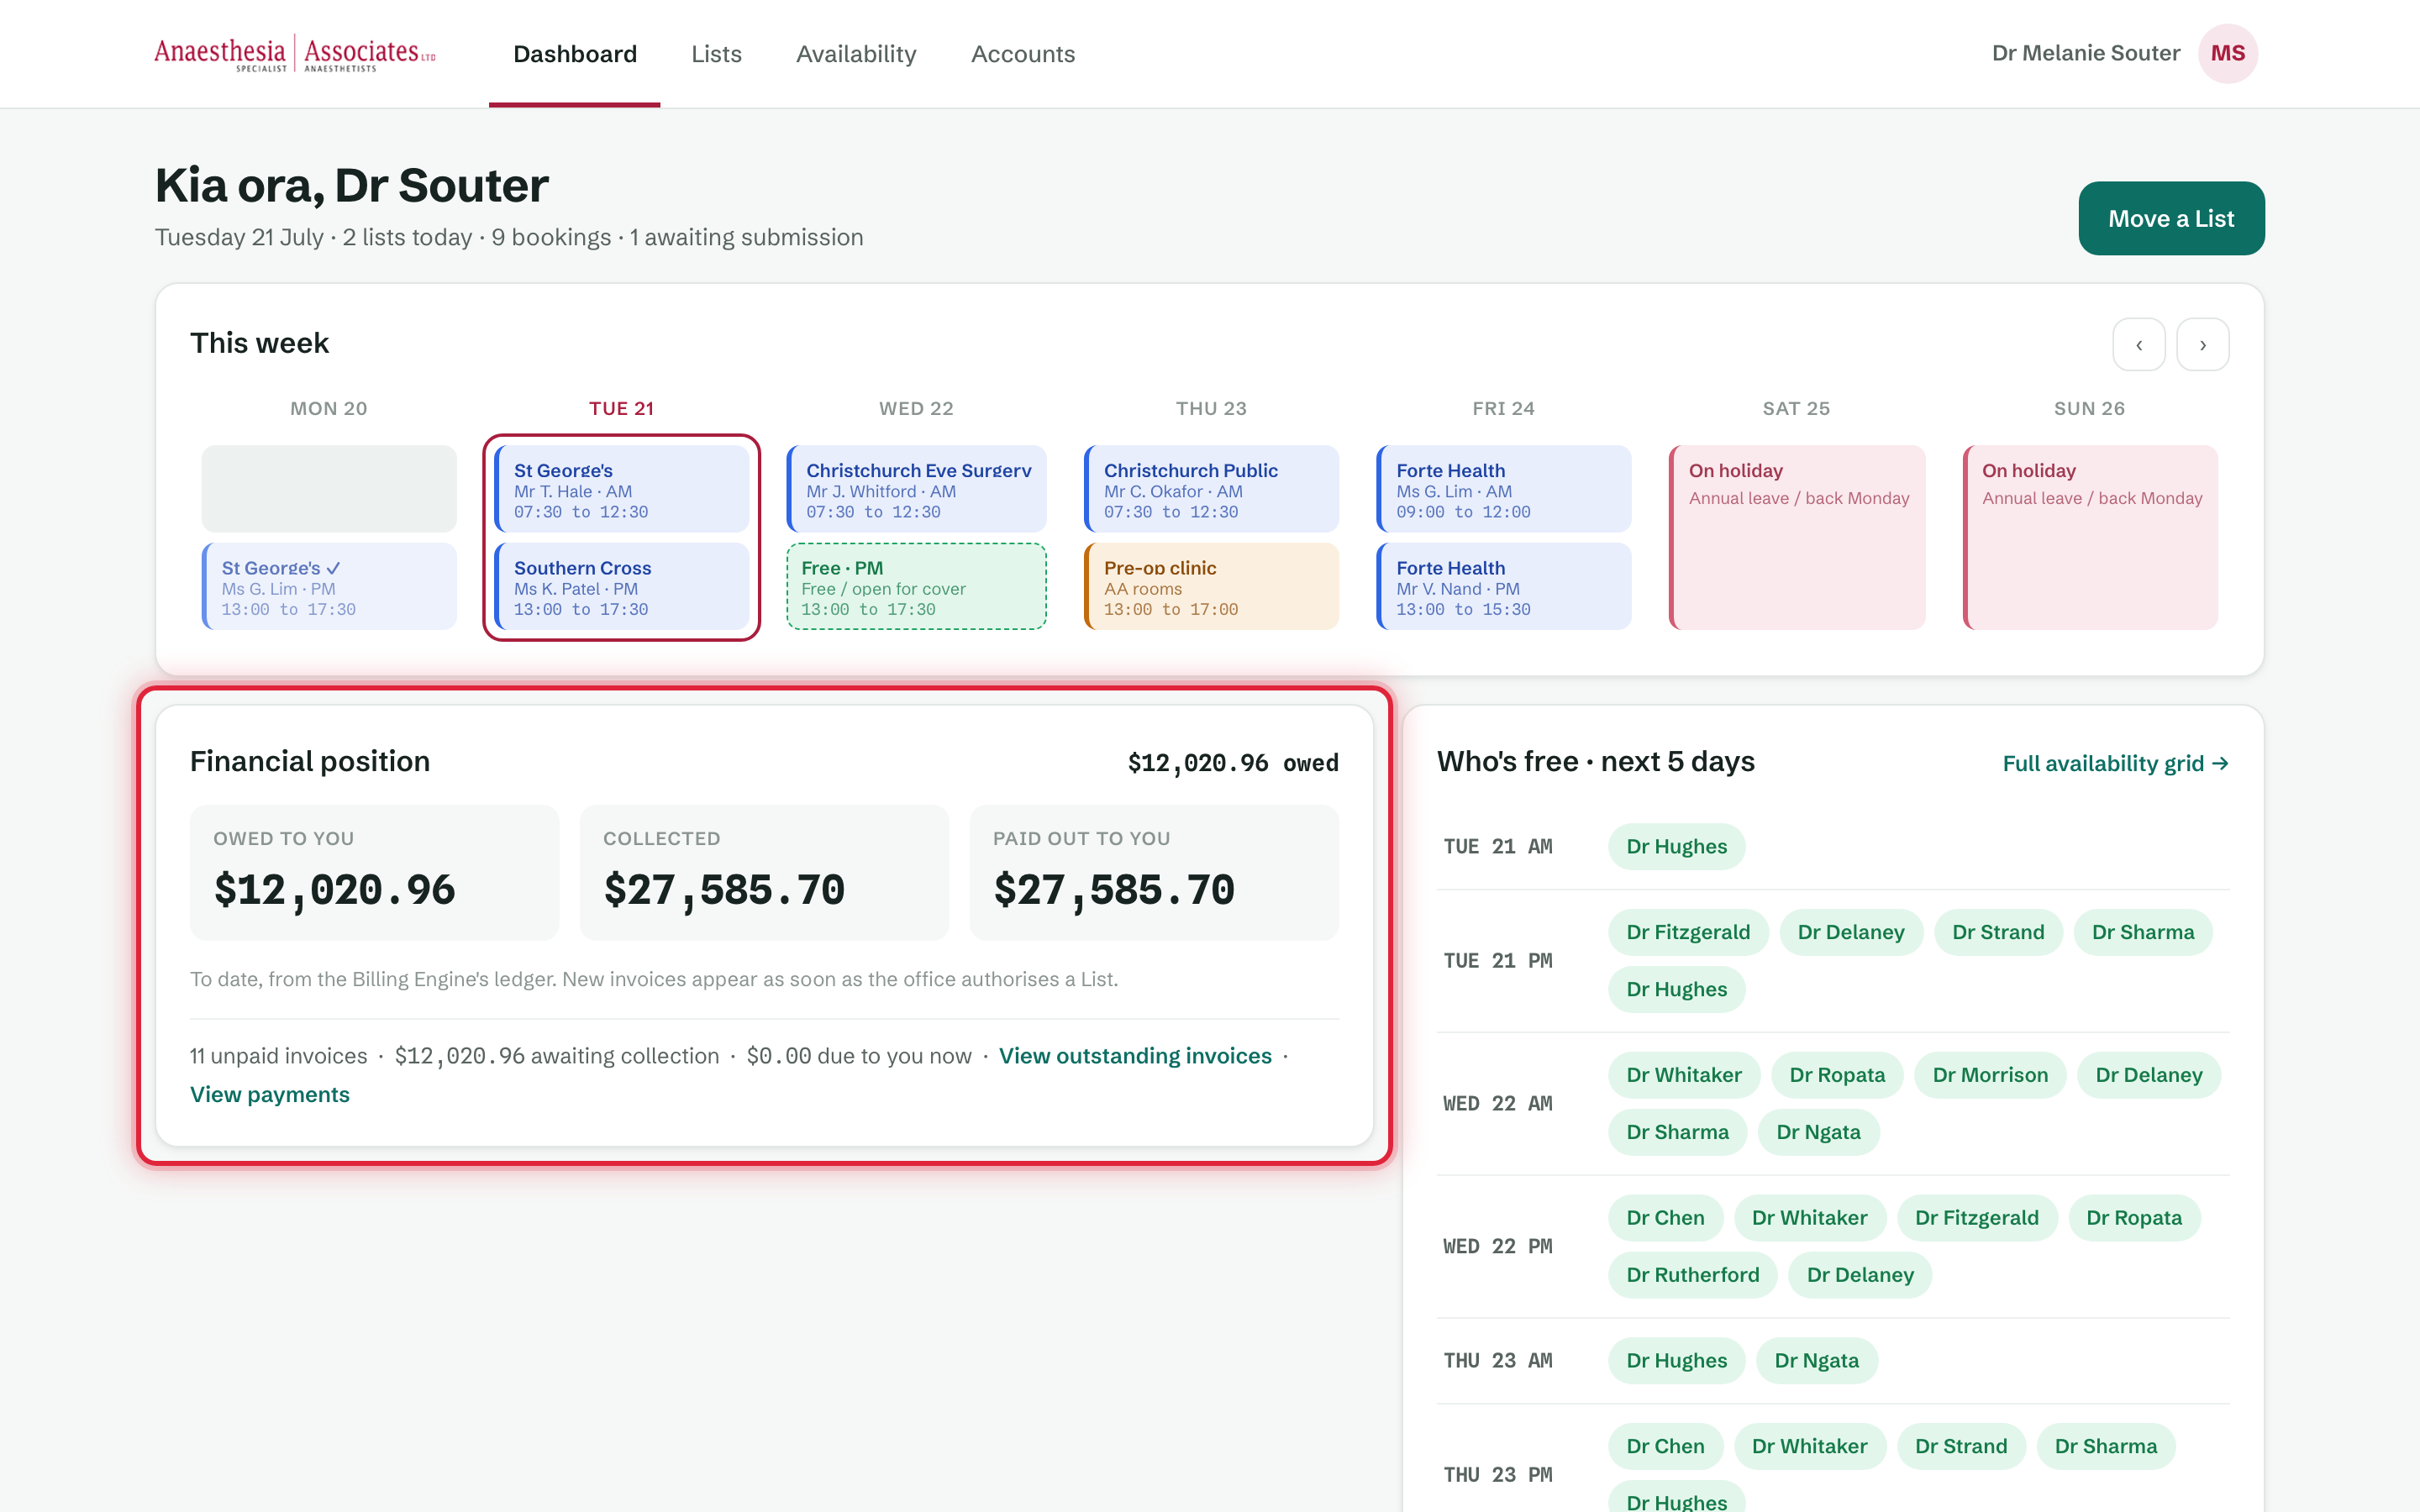 Anaesthesia | Associates LTD
SPECIALIST ANAESTHETISTS
Dashboard
Lists
Availability
Accounts
Dr Melanie Souter
MS
Kia ora, Dr Souter
Tuesday 21 July · 2 lists today · 9 bookings · 1 awaiting submission
Move a List
This week
‹
›
MON 20
TUE 21
WED 22
THU 23
FRI 24
SAT 25
SUN 26
St George's ✓
Ms G. Lim · PM
13:00 to 17:30
St George's
Mr T. Hale · AM
07:30 to 12:30
Southern Cross
Ms K. Patel · PM
13:00 to 17:30
Christchurch Eye Surgery
Mr J. Whitford · AM
07:30 to 12:30
Free · PM
Free / open for cover
13:00 to 17:30
Christchurch Public
Mr C. Okafor · AM
07:30 to 12:30
Pre-op clinic
AA rooms
13:00 to 17:00
Forte Health
Ms G. Lim · AM
09:00 to 12:00
Forte Health
Mr V. Nand · PM
13:00 to 15:30
On holiday
Annual leave / back Monday
On holiday
Annual leave / back Monday
Financial position
$12,020.96 owed
OWED TO YOU
$12,020.96
COLLECTED
$27,585.70
PAID OUT TO YOU
$27,585.70
To date, from the Billing Engine's ledger. New invoices appear as soon as the office authorises a List.
11 unpaid invoices · $12,020.96 awaiting collection · $0.00 due to you now · View outstanding invoices ·
View payments
Who's free · next 5 days
Full availability grid →
TUE 21 AM
Dr Hughes
TUE 21 PM
Dr Fitzgerald Dr Delaney Dr Strand Dr Sharma
Dr Hughes
WED 22 AM
Dr Whitaker Dr Ropata Dr Morrison Dr Delaney
Dr Sharma Dr Ngata
WED 22 PM
Dr Chen Dr Whitaker Dr Fitzgerald Dr Ropata
Dr Rutherford Dr Delaney
THU 23 AM
Dr Hughes Dr Ngata
THU 23 PM
Dr Chen Dr Whitaker Dr Strand Dr Sharma
Dr Hughes